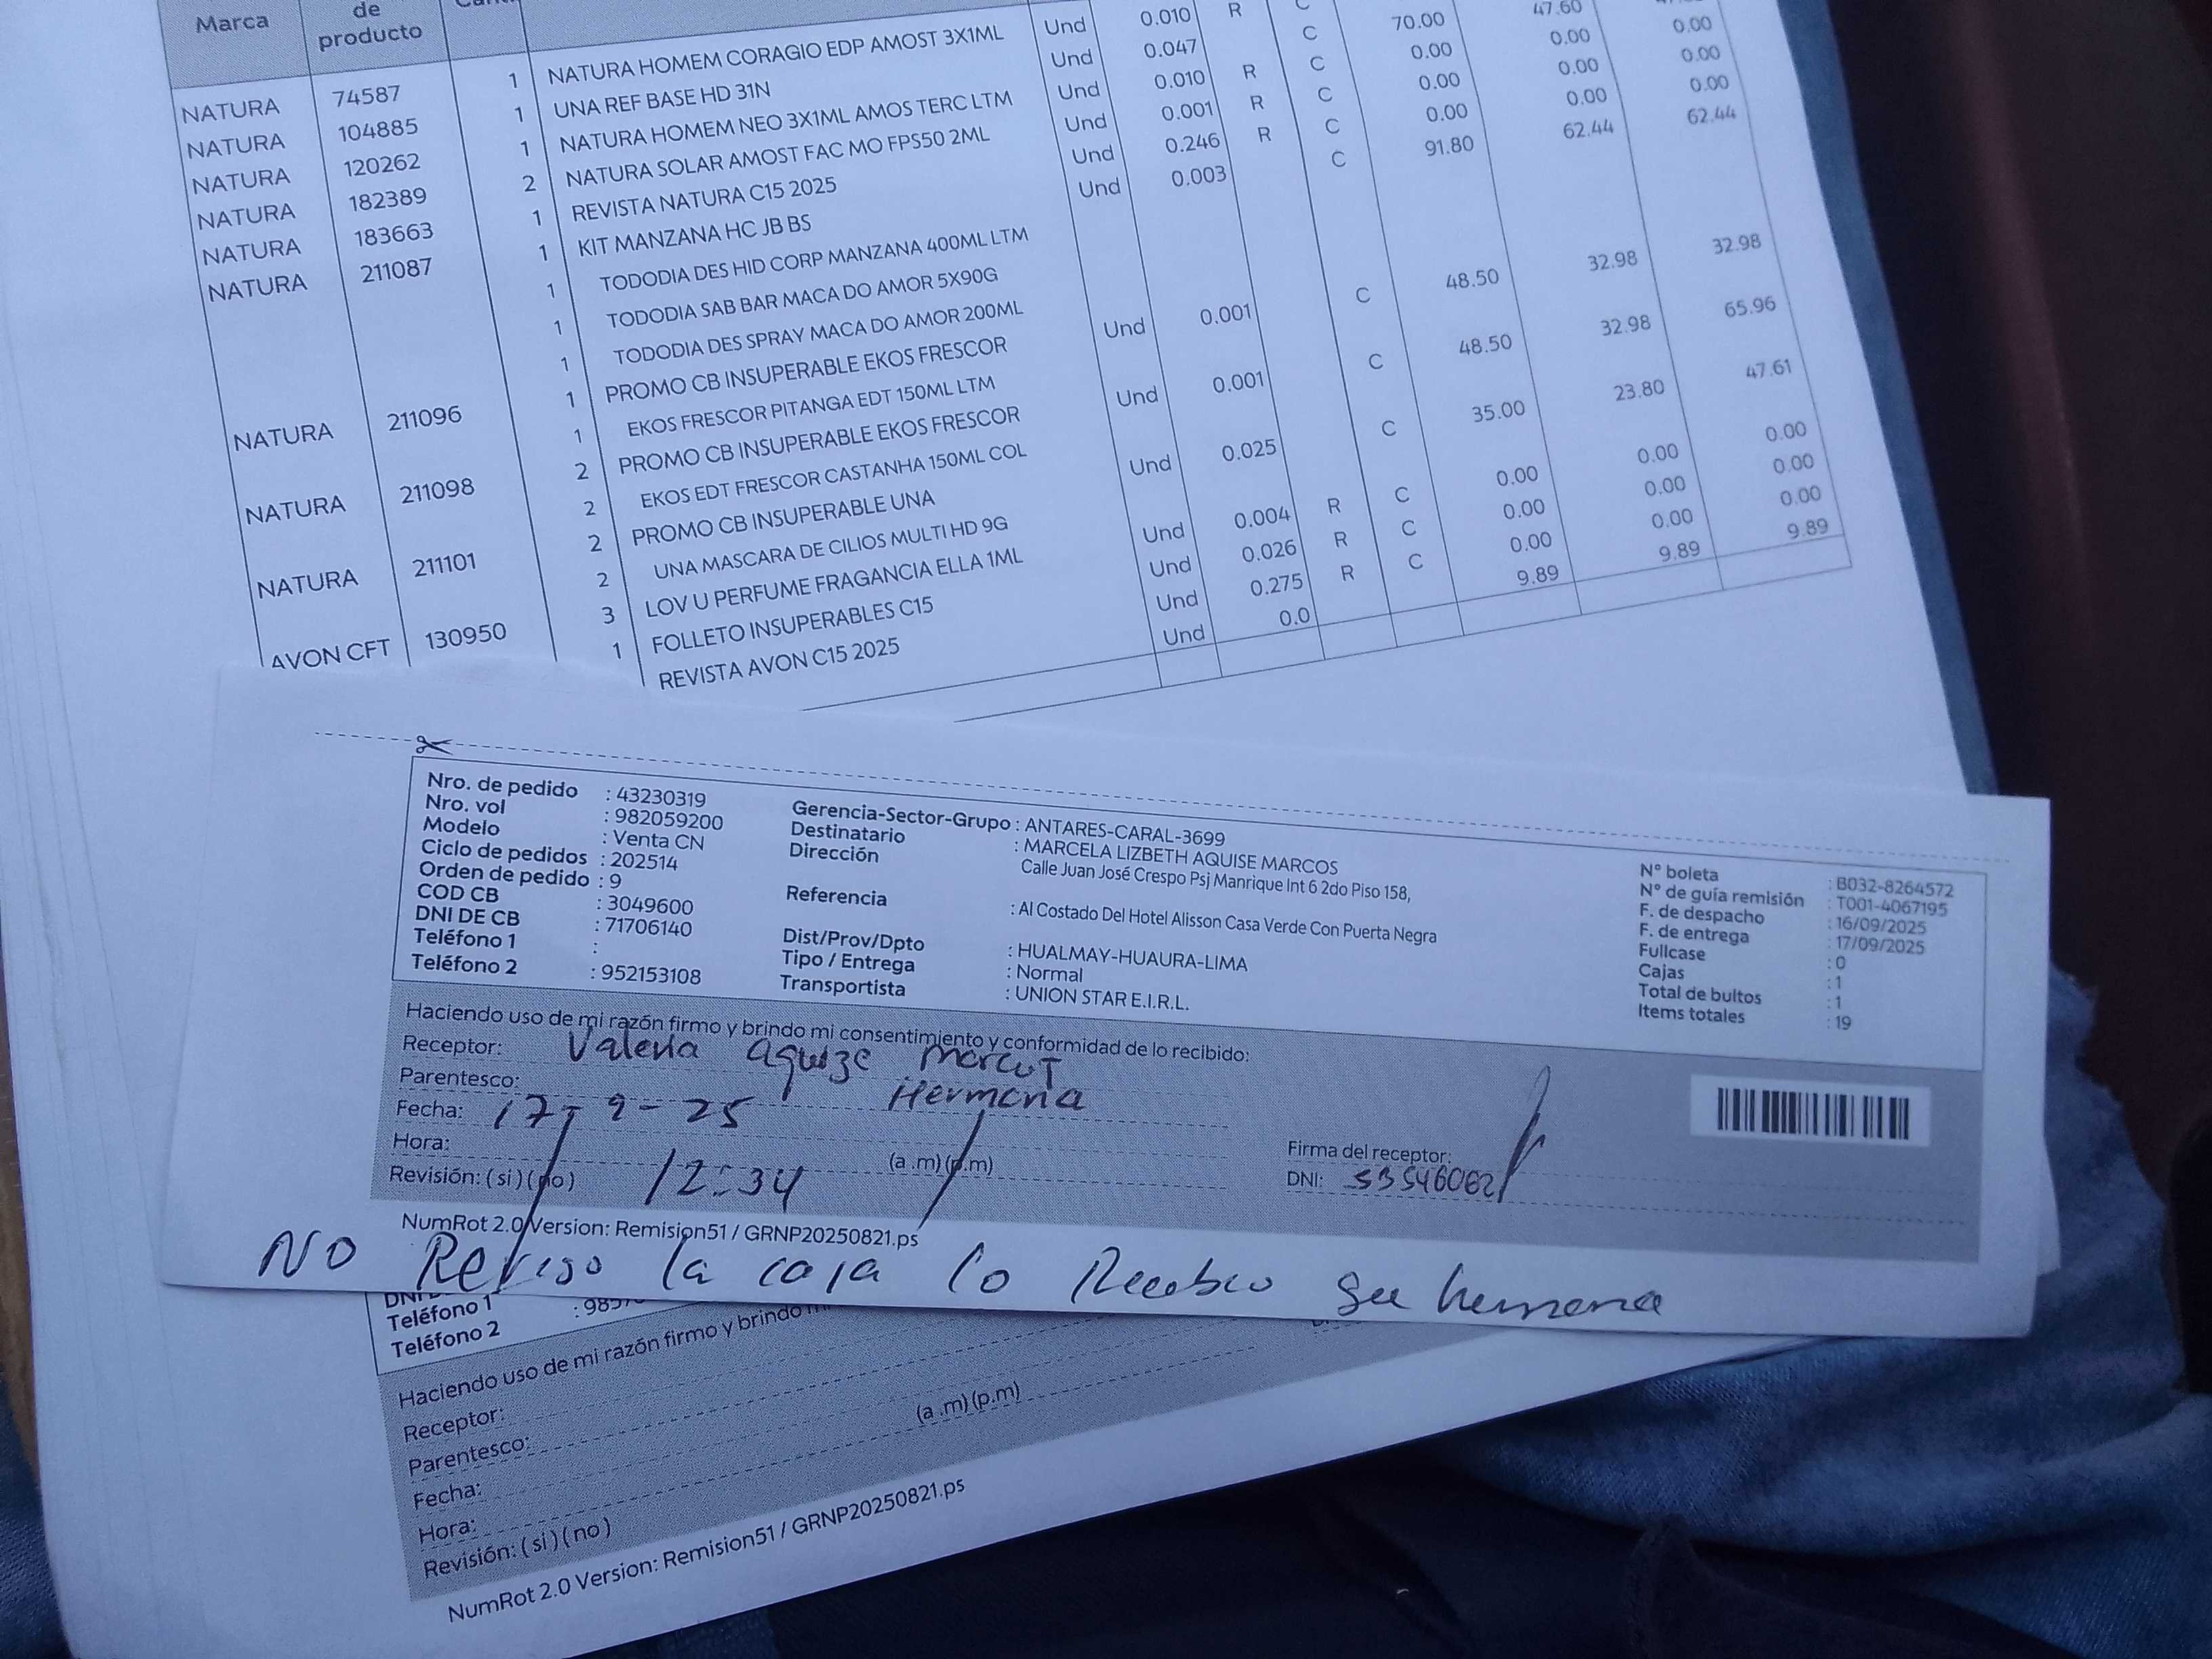 Marca
de
producto
NATURA 74587 1 NATURA HOMEM CORAGIO EDP AMOST 3X1ML Und 0.010 R C 70.00 47.60
NATURA 104885 1 UNA REF BASE HD 31N Und 0.047 C 0.00 0.00 0.00
NATURA 120262 1 NATURA HOMEM NEO 3X1ML AMOS TERC LTM Und 0.010 R C 0.00 0.00 0.00
NATURA 182389 2 NATURA SOLAR AMOST FAC MO FPS50 2ML Und 0.001 R C 0.00 0.00 0.00
NATURA 183663 1 REVISTA NATURA C15 2025 Und 0.246 R C 91.80 62.44 62.44
NATURA 211087 1 KIT MANZANA HC JB BS Und 0.003 C
1 TODODIA DES HID CORP MANZANA 400ML LTM
1 TODODIA SAB BAR MACA DO AMOR 5X90G
1 TODODIA DES SPRAY MACA DO AMOR 200ML
NATURA 211096 1 PROMO CB INSUPERABLE EKOS FRESCOR Und 0.001 C 48.50 32.98 32.98
1 EKOS FRESCOR PITANGA EDT 150ML LTM
NATURA 211098 2 PROMO CB INSUPERABLE EKOS FRESCOR Und 0.001 C 48.50 32.98 65.96
2 EKOS EDT FRESCOR CASTANHA 150ML COL
NATURA 211101 2 PROMO CB INSUPERABLE UNA Und 0.025 C 35.00 23.80 47.61
2 UNA MASCARA DE CILIOS MULTI HD 9G
AVON CFT 130950 3 LOV U PERFUME FRAGANCIA ELLA 1ML Und 0.004 R C 0.00 0.00 0.00
1 FOLLETO INSUPERABLES C15 Und 0.026 R C 0.00 0.00 0.00
REVISTA AVON C15 2025 Und 0.275 R C 0.00 0.00 0.00
Und 0.0 9.89 9.89 9.89
Nro. de pedido : 43230319
Nro. vol : 982059200
Modelo : Venta CN
Ciclo de pedidos : 202514
Orden de pedido : 9
COD CB : 3049600
DNI DE CB : 71706140
Teléfono 1 :
Teléfono 2 : 952153108
Gerencia-Sector-Grupo : ANTARES-CARAL-3699
Destinatario : MARCELA LIZBETH AQUISE MARCOS
Dirección Calle Juan José Crespo Psj Manrique Int 6 2do Piso 158,
Referencia : Al Costado Del Hotel Alisson Casa Verde Con Puerta Negra
Dist/Prov/Dpto : HUALMAY-HUAURA-LIMA
Tipo / Entrega : Normal
Transportista : UNION STAR E.I.R.L.
N° boleta : B032-8264572
N° de guía remisión : T001-4067195
F. de despacho : 16/09/2025
F. de entrega : 17/09/2025
Fullcase : 0
Cajas : 1
Total de bultos : 1
Items totales : 19
Haciendo uso de mi razón firmo y brindo mi consentimiento y conformidad de lo recibido:
Receptor: Valeria aquize
Parentesco: Hermana
Fecha: 17-9-25
Hora: 12:34 (a .m) (p.m)
Revisión: ( si ) ( no )
Firma del receptor:
DNI:
NumRot 2.0 Version: Remision51 / GRNP20250821.ps
NO Reviso la caja lo Recibio su hermana
Teléfono 1
Teléfono 2
Haciendo uso de mi razón firmo y brindo
Receptor:
Parentesco:
Fecha:
Hora: (a .m) (p.m)
Revisión: ( si ) ( no )
NumRot 2.0 Version: Remision51 / GRNP20250821.ps